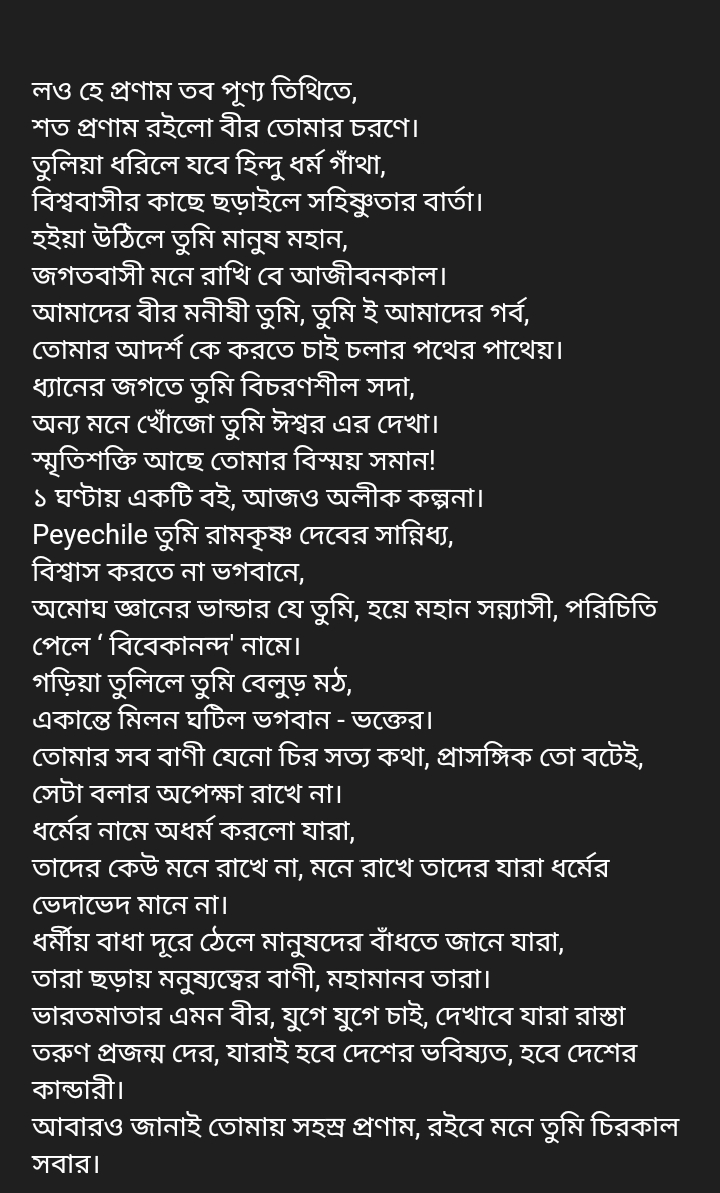 লও হে প্রণাম তব পূণ্য তিথিতে,
শত প্রণাম রইলো বীর তোমার চরণে।
তুলিয়া ধরিলে যবে হিন্দু ধর্ম গাঁথা,
বিশ্ববাসীর কাছে ছড়াইলে সহিষ্ণুতার বার্তা।
হইয়া উঠিলে তুমি মানুষ মহান,
জগতবাসী মনে রাখি বে আজীবনকাল।
আমাদের বীর মনীষী তুমি, তুমি ই আমাদের গর্ব,
তোমার আদর্শ কে করতে চাই চলার পথের পাথেয়।
ধ্যানের জগতে তুমি বিচরণশীল সদা,
অন্য মনে খোঁজো তুমি ঈশ্বর এর দেখা।
স্মৃতিশক্তি আছে তোমার বিস্ময় সমান!
১ ঘণ্টায় একটি বই, আজও অলীক কল্পনা।
Peyechile তুমি রামকৃষ্ণ দেবের সান্নিধ্য,
বিশ্বাস করতে না ভগবানে,
অমোঘ জ্ঞানের ভান্ডার যে তুমি, হয়ে মহান সন্ন্যাসী, পরিচিতি
পেলে ‘ বিবেকানন্দ' নামে।
গড়িয়া তুলিলে তুমি বেলুড় মঠ,
একান্তে মিলন ঘটিল ভগবান - ভক্তের।
তোমার সব বাণী যেনো চির সত্য কথা, প্রাসঙ্গিক তো বটেই,
সেটা বলার অপেক্ষা রাখে না।
ধর্মের নামে অধর্ম করলো যারা,
তাদের কেউ মনে রাখে না, মনে রাখে তাদের যারা ধর্মের
ভেদাভেদ মানে না।
ধর্মীয় বাধা দূরে ঠেলে মানুষদের বাঁধতে জানে যারা,
তারা ছড়ায় মনুষ্যত্বের বাণী, মহামানব তারা।
ভারতমাতার এমন বীর, যুগে যুগে চাই, দেখাবে যারা রাস্তা
তরুণ প্রজন্ম দের, যারাই হবে দেশের ভবিষ্যত, হবে দেশের
কান্ডারী।
আবারও জানাই তোমায় সহস্র প্রণাম, রইবে মনে তুমি চিরকাল
সবার।